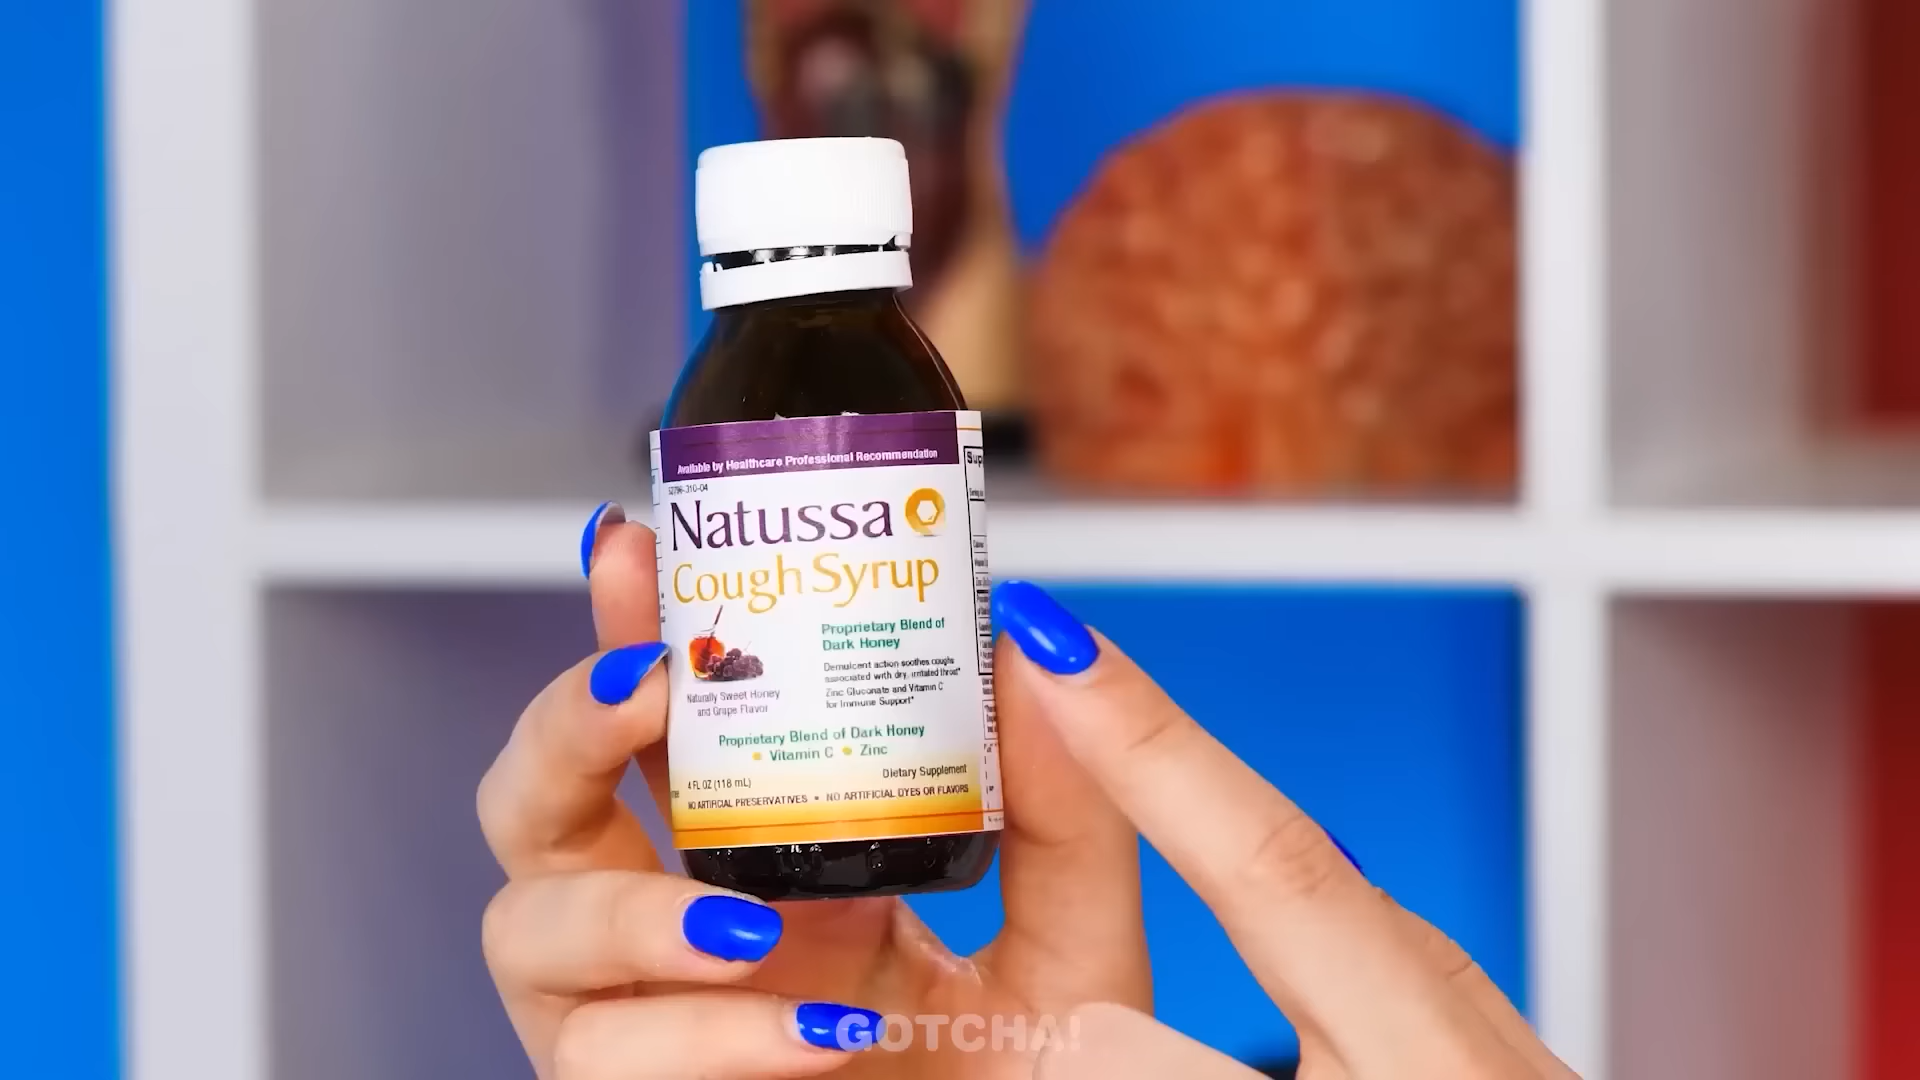 Available by Healthcare Professional Recommendation
Natussa
Cough Syrup
Proprietary Blend of
Dark Honey
Demulcent action soothes coughs
associated with dry, irritated throat*
Zinc Gluconate and Vitamin C
for Immune Support*
Naturally Sweet Honey
and Grape Flavor
Proprietary Blend of Dark Honey
Vitamin C Zinc
Dietary Supplement
4 FL OZ (118 mL)
NO ARTIFICIAL PRESERVATIVES • NO ARTIFICIAL DYES OR FLAVORS
GOTCHA!